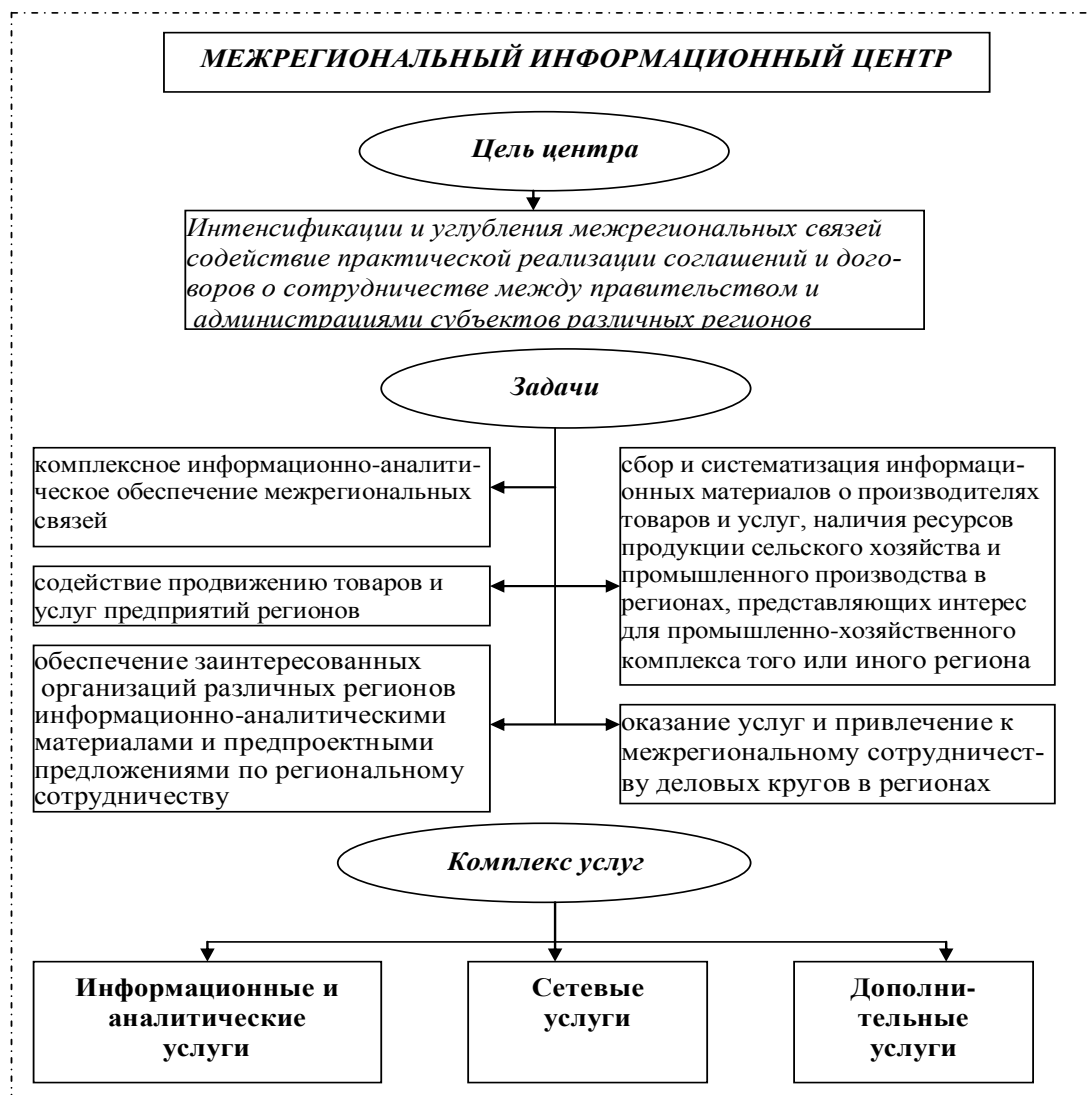 МЕЖРЕГИОНАЛЬНЫЙ ИНФОРМАЦИОННЫЙ ЦЕНТР
Цель центра
Интенсификации и углубления межрегиональных связей
содействие практической реализации соглашений и дого-
воров о сотрудничестве между правительством и
администрациями субъектов различных регионов
Задачи
комплексное информационно-аналити-
ческое обеспечение межрегиональных
связей
содействие продвижению товаров и
услуг предприятий регионов
обеспечение заинтересованных
организаций различных регионов
информационно-аналитическими
материалами и предпроектными
предложениями по региональному
сотрудничеству
сбор и систематизация информаци-
онных материалов о производителях
товаров и услуг, наличия ресурсов
продукции сельского хозяйства и
промышленного производства в
регионах, представляющих интерес
для промышленно-хозяйственного
комплекса того или иного региона
оказание услуг и привлечение к
межрегиональному сотрудничест-
ву деловых кругов в регионах
Комплекс услуг
Информационные и
аналитические
услуги
Сетевые
услуги
Дополни-
тельные
услуги